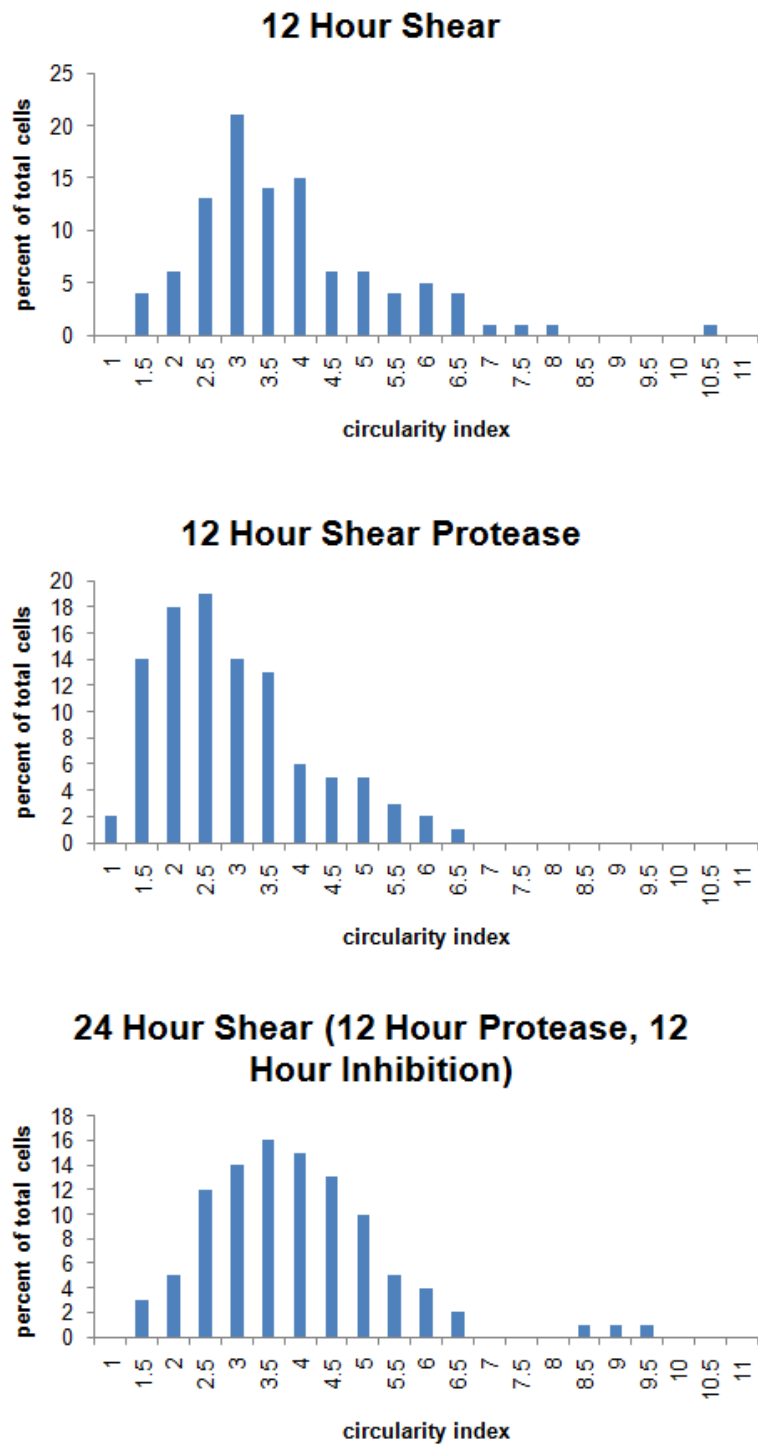 12 Hour Shear
percent of total cells
25
20
15
10
5
0
1 1.5 2 2.5 3 3.5 4 4.5 5 5.5 6 6.5 7 7.5 8 8.5 9 9.5 10 10.5 11
circularity index
12 Hour Shear Protease
percent of total cells
20
18
16
14
12
10
8
6
4
2
0
1 1.5 2 2.5 3 3.5 4 4.5 5 5.5 6 6.5 7 7.5 8 8.5 9 9.5 10 10.5 11
circularity index
24 Hour Shear (12 Hour Protease, 12
Hour Inhibition)
percent of total cells
18
16
14
12
10
8
6
4
2
0
1 1.5 2 2.5 3 3.5 4 4.5 5 5.5 6 6.5 7 7.5 8 8.5 9 9.5 10 10.5 11
circularity index